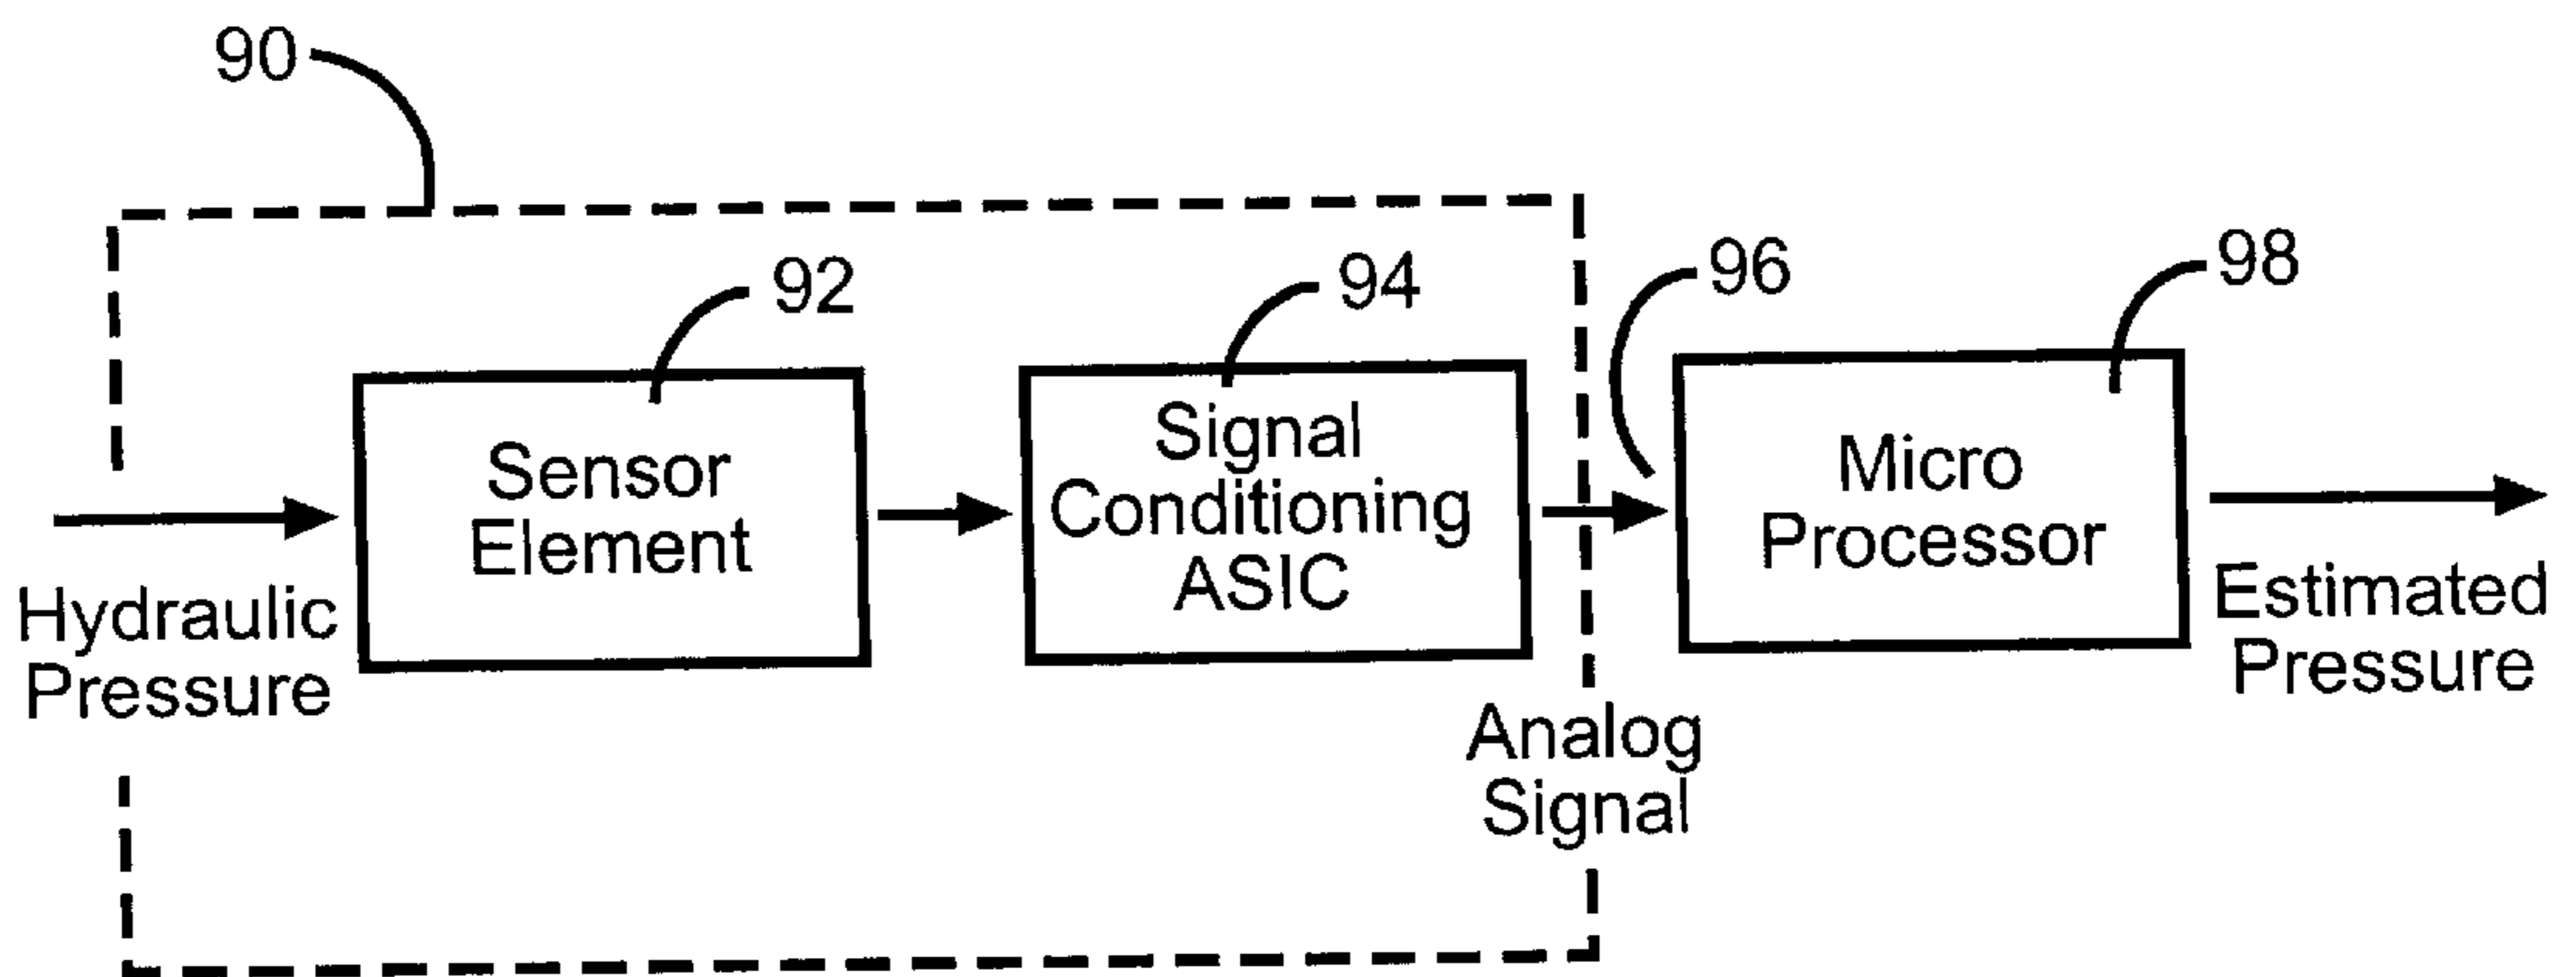 90
92
94
96
98
Sensor
Element
Signal
Conditioning
ASIC
Micro
Processor
Hydraulic
Pressure
Analog
Signal
Estimated
Pressure